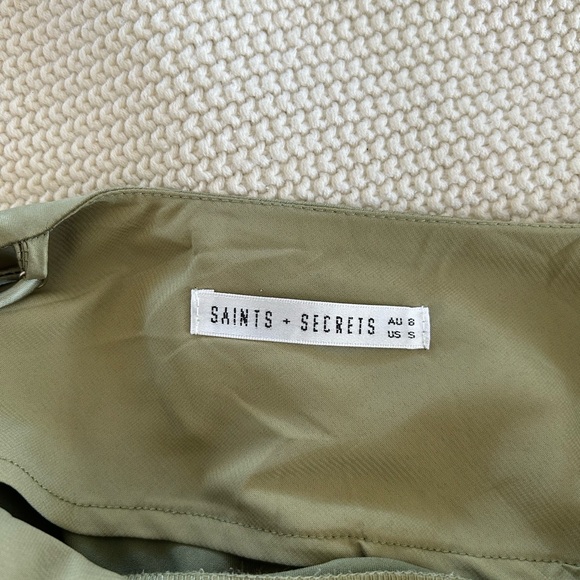 SAINTS + SECRETS AU 8
US S